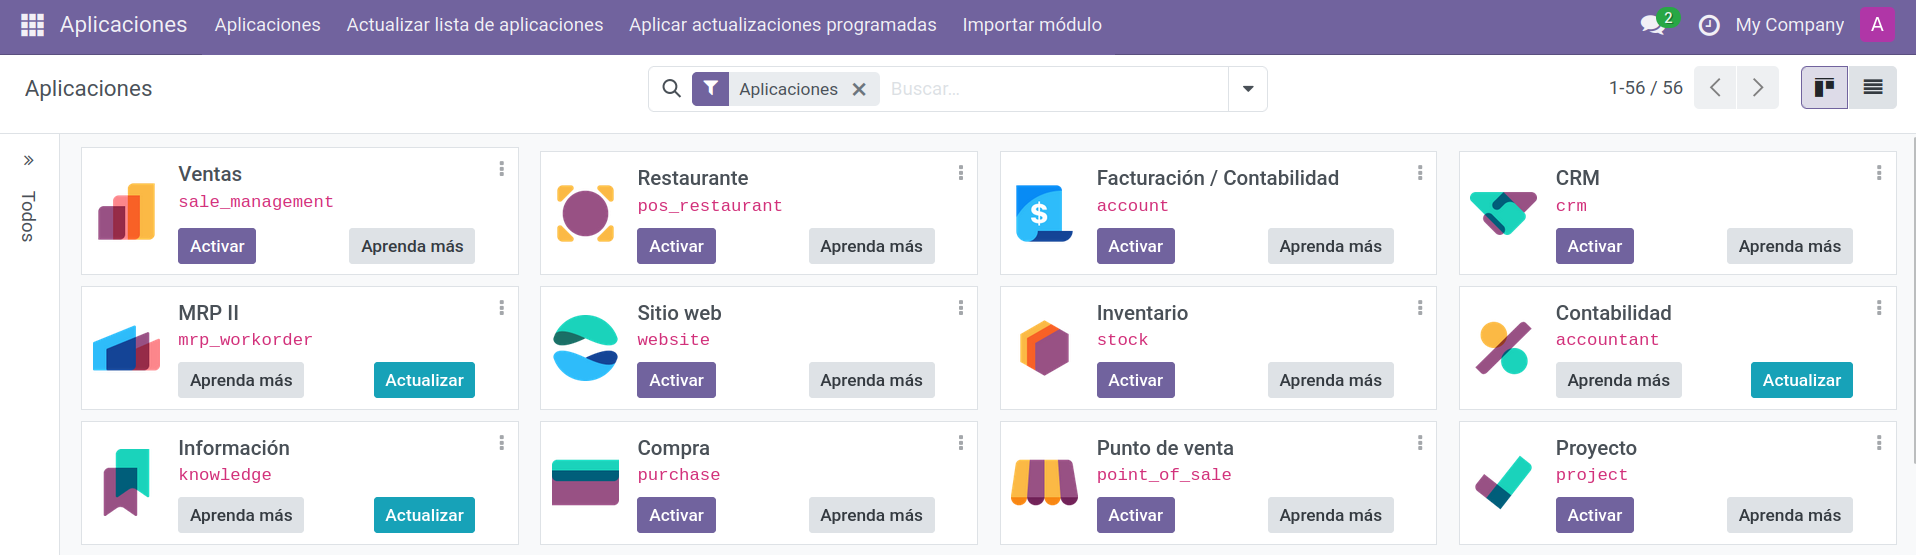 Aplicaciones Aplicaciones Actualizar lista de aplicaciones Aplicar actualizaciones programadas Importar módulo 2 My Company A
Aplicaciones Aplicaciones Buscar... 1-56 / 56
Todos
Ventas
sale_management
Activar Aprenda más
Restaurante
pos_restaurant
Activar Aprenda más
Facturación / Contabilidad
account
Activar Aprenda más
CRM
crm
Activar Aprenda más
MRP II
mrp_workorder
Aprenda más Actualizar
Sitio web
website
Activar Aprenda más
Inventario
stock
Activar Aprenda más
Contabilidad
accountant
Aprenda más Actualizar
Información
knowledge
Aprenda más Actualizar
Compra
purchase
Activar Aprenda más
Punto de venta
point_of_sale
Activar Aprenda más
Proyecto
project
Activar Aprenda más